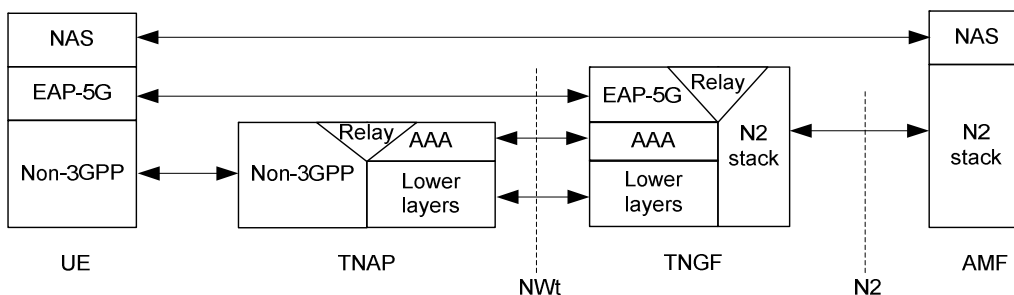 NAS
NAS
EAP-5G
EAP-5G
Relay
Relay
AAA
AAA
N2
stack
N2
stack
Non-3GPP
Non-3GPP
Lower
layers
Lower
layers
UE
TNAP
TNGF
AMF
NWt
N2